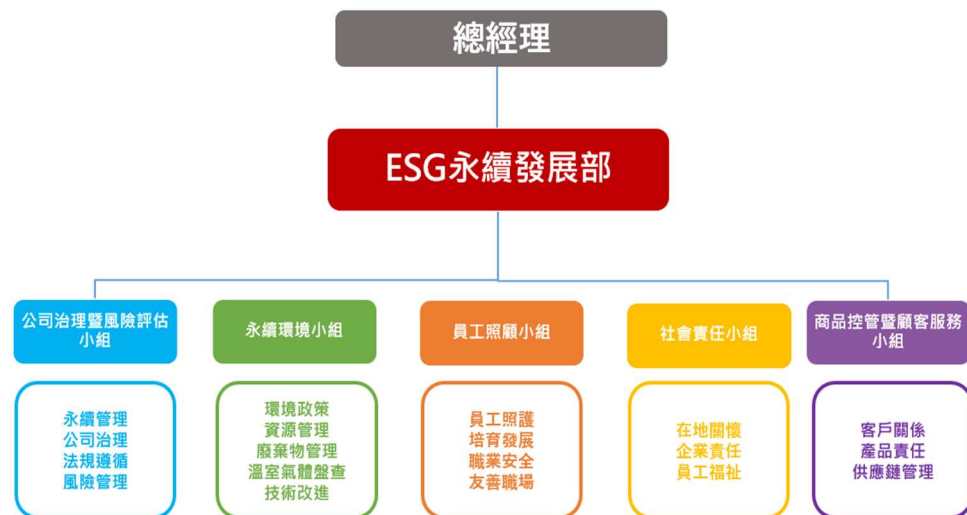 總經理
ESG永續發展部
公司治理暨風險評估
小組
永續環境小組
員工照顧小組
社會責任小組
商品控管暨顧客服務
小組
永續管理
公司治理
法規遵循
風險管理
環境政策
資源管理
廢棄物管理
溫室氣體盤查
技術改進
員工照護
培育發展
職業安全
友善職場
在地關懷
企業責任
員工福祉
客戶關係
產品責任
供應鏈管理